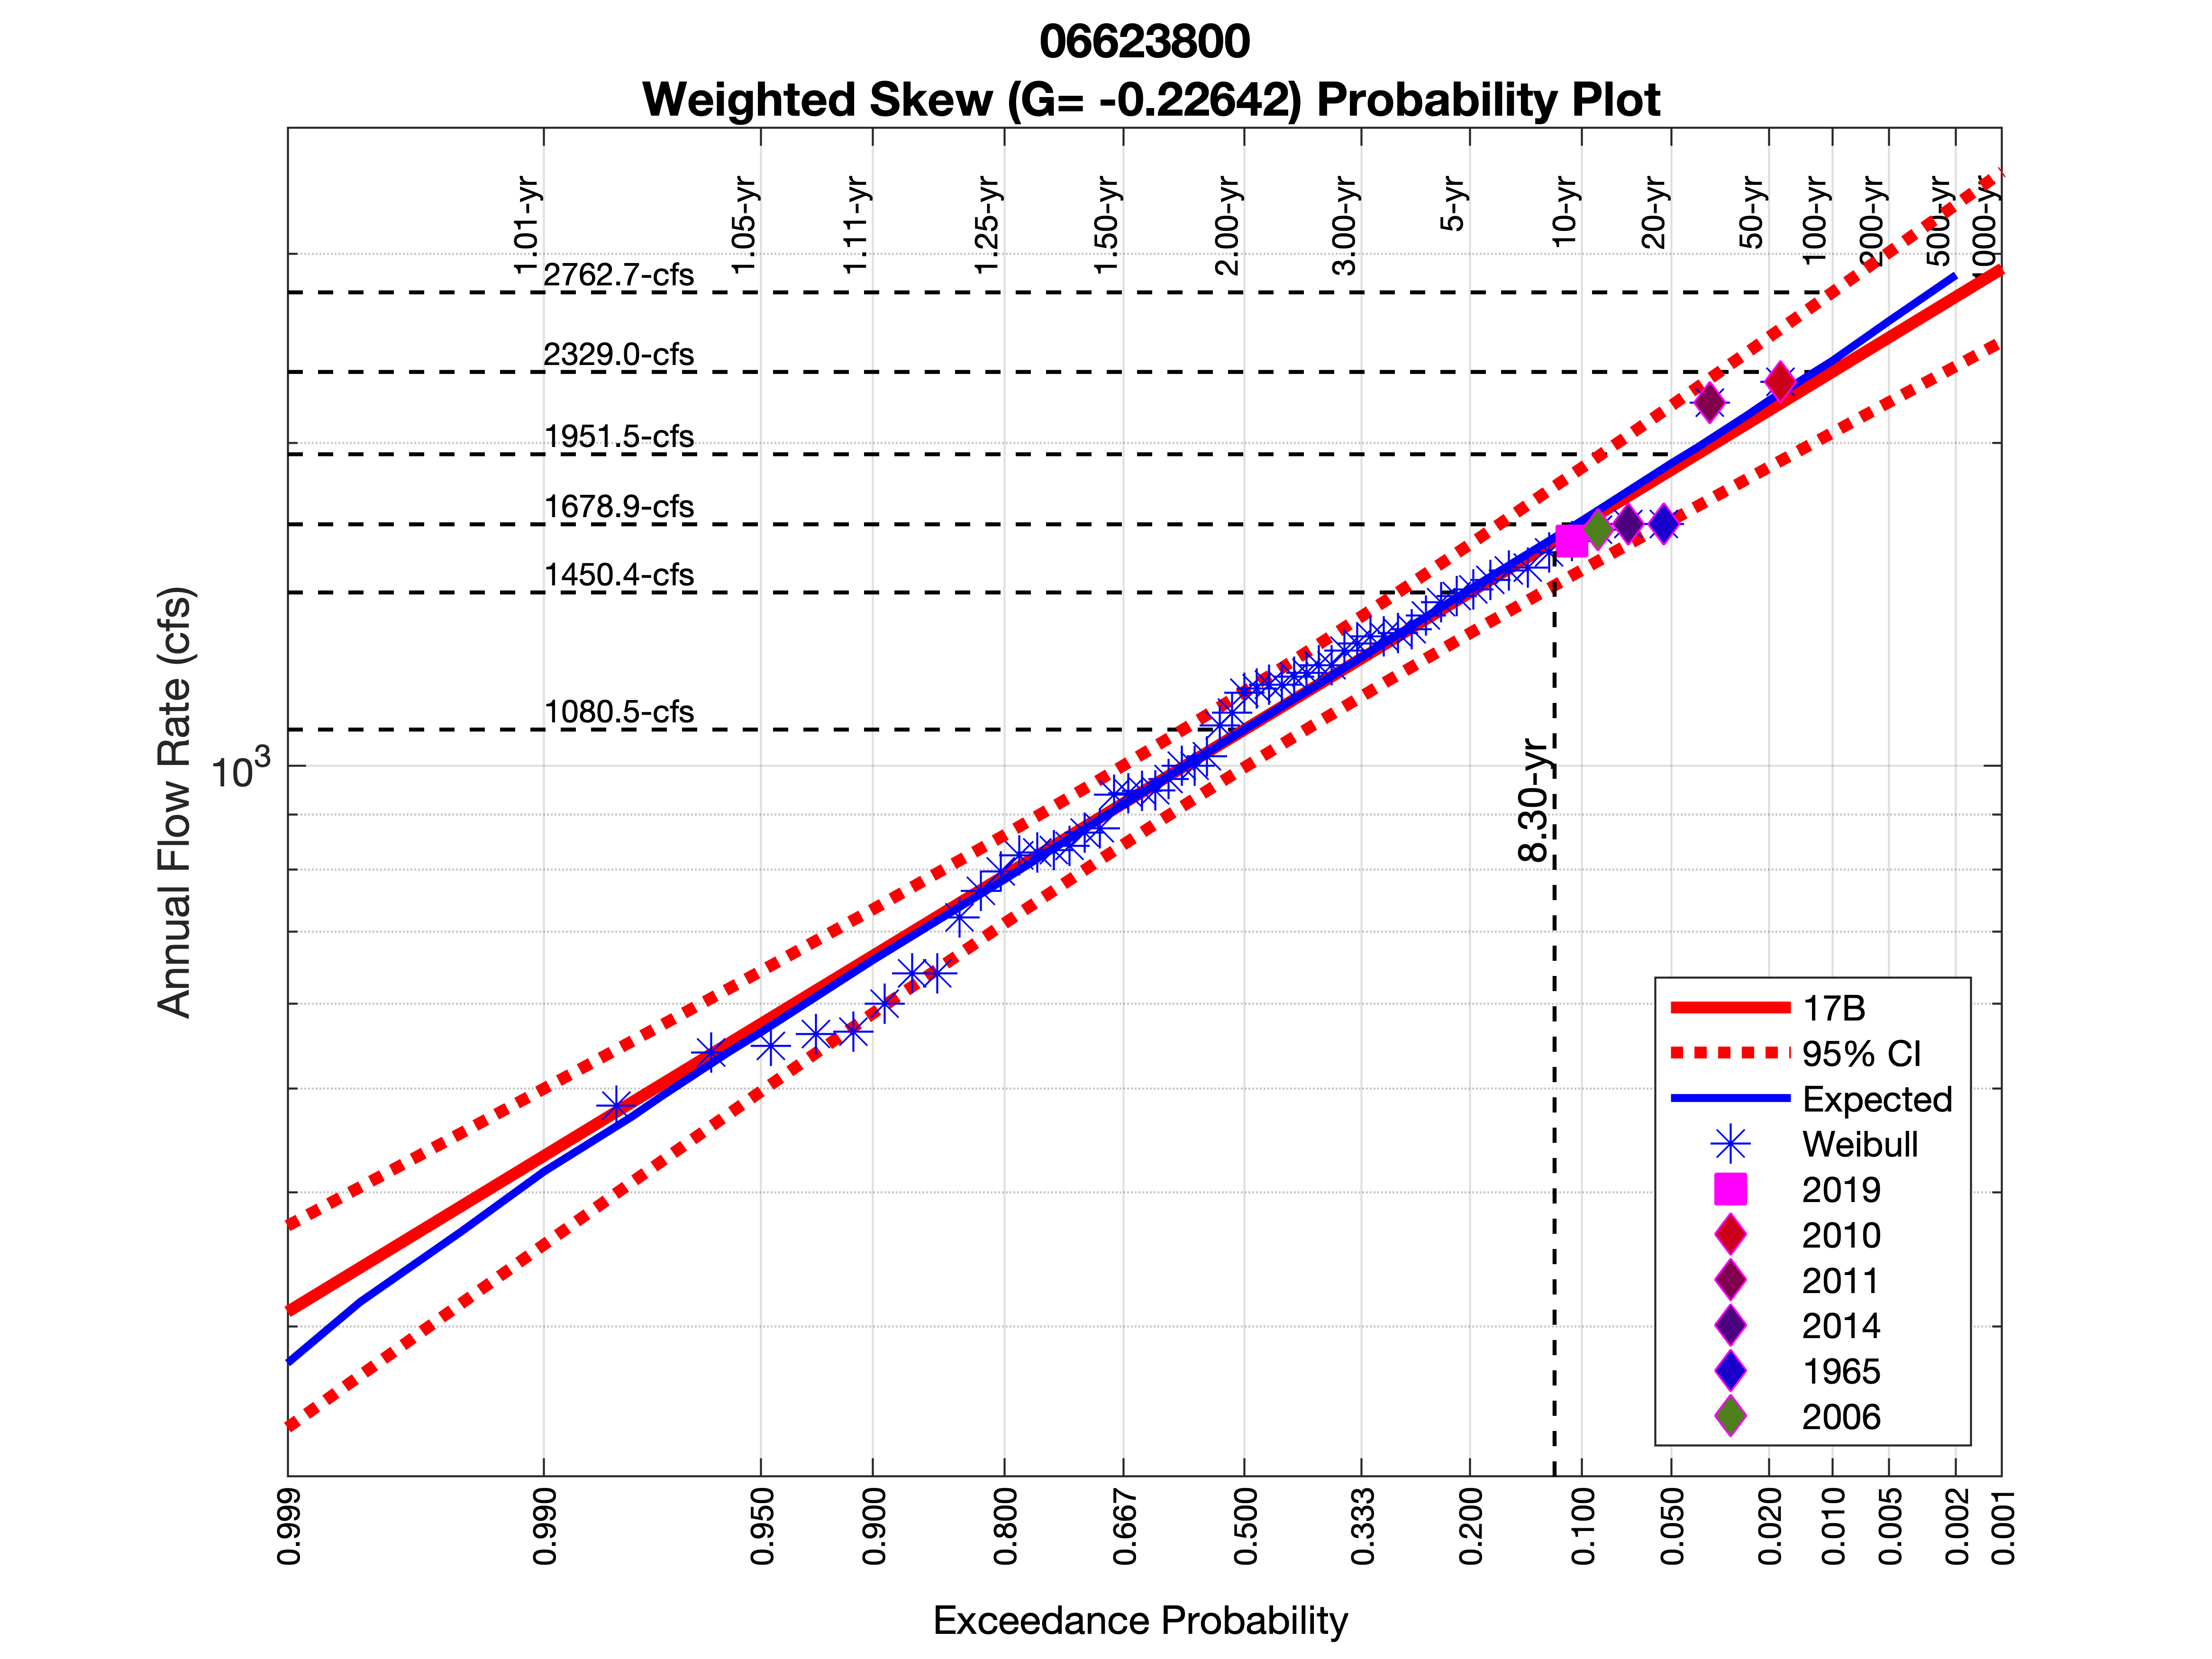 06623800
Weighted Skew (G= -0.22642) Probability Plot
1.01-yr
1.05-yr
1.11-yr
1.25-yr
1.50-yr
2.00-yr
3.00-yr
5-yr
10-yr
20-yr
50-yr
100-yr
200-yr
500-yr
1000-yr
2762.7-cfs
2329.0-cfs
1951.5-cfs
1678.9-cfs
1450.4-cfs
1080.5-cfs
8.30-yr
Annual Flow Rate (cfs)
10³
17B
95% CI
Expected
Weibull
2019
2010
2011
2014
1965
2006
0.999
0.990
0.950
0.900
0.800
0.667
0.500
0.333
0.200
0.100
0.050
0.020
0.010
0.005
0.002
0.001
Exceedance Probability